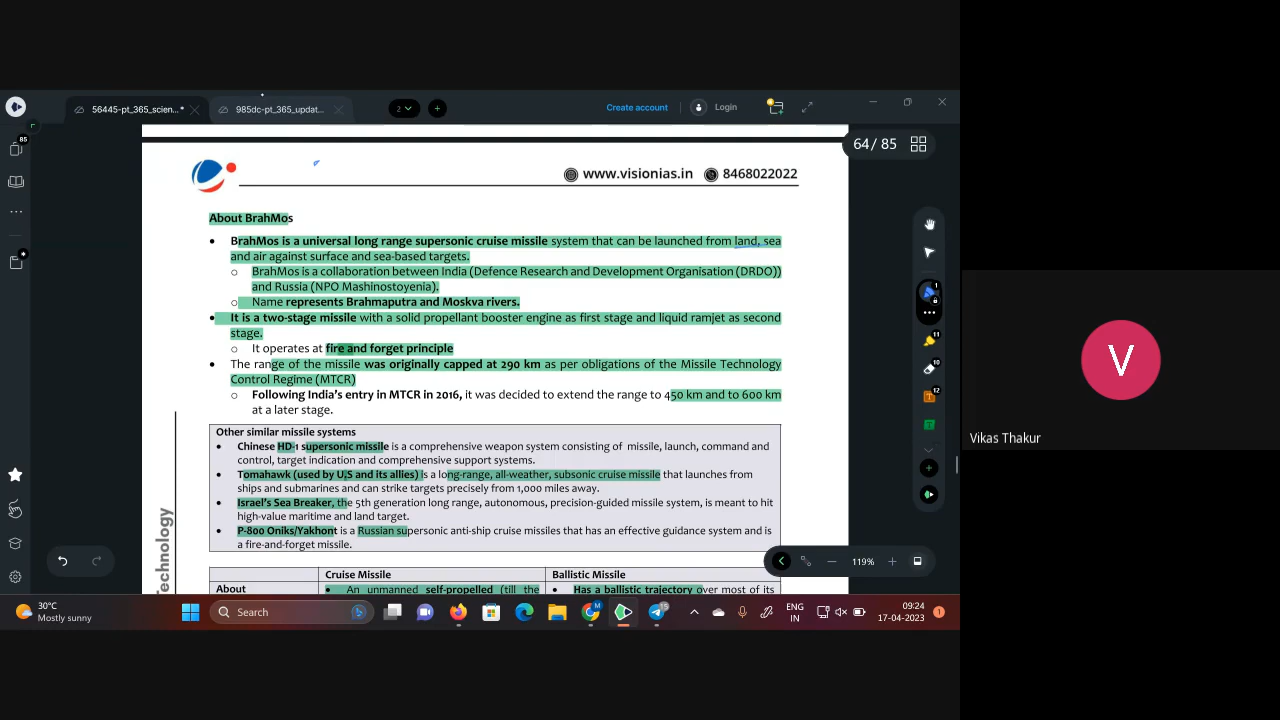 56445-pt_365_scien...*
985dc-pt_365_updat...
2
Create account
Login
85
64 / 85
www.visionias.in
8468022022
About BrahMos
• BrahMos is a universal long range supersonic cruise missile system that can be launched from land, sea
and air against surface and sea-based targets.
o BrahMos is a collaboration between India (Defence Research and Development Organisation (DRDO))
and Russia (NPO Mashinostoyenia).
o Name represents Brahmaputra and Moskva rivers.
• It is a two-stage missile with a solid propellant booster engine as first stage and liquid ramjet as second
stage.
o It operates at fire and forget principle
• The range of the missile was originally capped at 290 km as per obligations of the Missile Technology
Control Regime (MTCR)
o Following India's entry in MTCR in 2016, it was decided to extend the range to 450 km and to 600 km
at a later stage.
Other similar missile systems
• Chinese HD-1 supersonic missile is a comprehensive weapon system consisting of missile, launch, command and
control, target indication and comprehensive support systems.
• Tomahawk (used by U.S and its allies) is a long-range, all-weather, subsonic cruise missile that launches from
ships and submarines and can strike targets precisely from 1,000 miles away.
• Israel's Sea Breaker, the 5th generation long range, autonomous, precision-guided missile system, is meant to hit
high-value maritime and land target.
• P-800 Oniks/Yakhont is a Russian supersonic anti-ship cruise missiles that has an effective guidance system and is
a fire-and-forget missile.
Cruise Missile
Ballistic Missile
About
• An unmanned self-propelled (till the
• Has a ballistic trajectory over most of its
Technology
1
11
10
12
119%
V
Vikas Thakur
30°C
Mostly sunny
Search
M
15
ENG
IN
09:24
17-04-2023
1